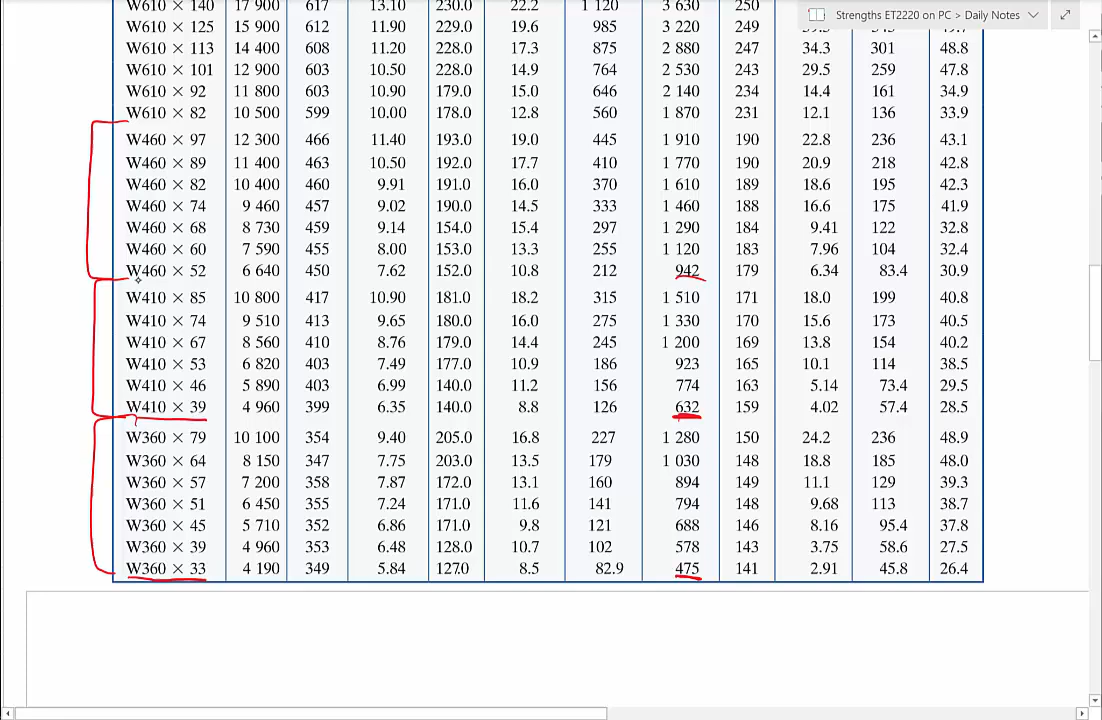 Strengths ET2220 on PC > Daily Notes
W610 × 140 17 900 617 13.10 230.0 22.2 1 120 3 630 250
W610 × 125 15 900 612 11.90 229.0 19.6 985 3 220 249
W610 × 113 14 400 608 11.20 228.0 17.3 875 2 880 247 34.3 301 48.8
W610 × 101 12 900 603 10.50 228.0 14.9 764 2 530 243 29.5 259 47.8
W610 × 92 11 800 603 10.90 179.0 15.0 646 2 140 234 14.4 161 34.9
W610 × 82 10 500 599 10.00 178.0 12.8 560 1 870 231 12.1 136 33.9
W460 × 97 12 300 466 11.40 193.0 19.0 445 1 910 190 22.8 236 43.1
W460 × 89 11 400 463 10.50 192.0 17.7 410 1 770 190 20.9 218 42.8
W460 × 82 10 400 460 9.91 191.0 16.0 370 1 610 189 18.6 195 42.3
W460 × 74 9 460 457 9.02 190.0 14.5 333 1 460 188 16.6 175 41.9
W460 × 68 8 730 459 9.14 154.0 15.4 297 1 290 184 9.41 122 32.8
W460 × 60 7 590 455 8.00 153.0 13.3 255 1 120 183 7.96 104 32.4
W460 × 52 6 640 450 7.62 152.0 10.8 212 942 179 6.34 83.4 30.9
W410 × 85 10 800 417 10.90 181.0 18.2 315 1 510 171 18.0 199 40.8
W410 × 74 9 510 413 9.65 180.0 16.0 275 1 330 170 15.6 173 40.5
W410 × 67 8 560 410 8.76 179.0 14.4 245 1 200 169 13.8 154 40.2
W410 × 53 6 820 403 7.49 177.0 10.9 186 923 165 10.1 114 38.5
W410 × 46 5 890 403 6.99 140.0 11.2 156 774 163 5.14 73.4 29.5
W410 × 39 4 960 399 6.35 140.0 8.8 126 632 159 4.02 57.4 28.5
W360 × 79 10 100 354 9.40 205.0 16.8 227 1 280 150 24.2 236 48.9
W360 × 64 8 150 347 7.75 203.0 13.5 179 1 030 148 18.8 185 48.0
W360 × 57 7 200 358 7.87 172.0 13.1 160 894 149 11.1 129 39.3
W360 × 51 6 450 355 7.24 171.0 11.6 141 794 148 9.68 113 38.7
W360 × 45 5 710 352 6.86 171.0 9.8 121 688 146 8.16 95.4 37.8
W360 × 39 4 960 353 6.48 128.0 10.7 102 578 143 3.75 58.6 27.5
W360 × 33 4 190 349 5.84 127.0 8.5 82.9 475 141 2.91 45.8 26.4